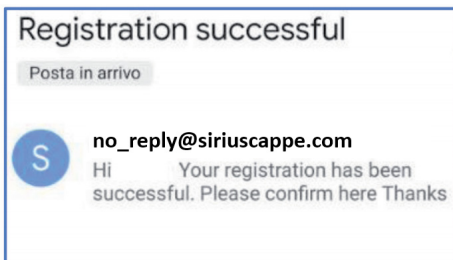 Registration successful
Posta in arrivo
S
no_reply@siriuscappe.com
Hi Your registration has been
successful. Please confirm here Thanks